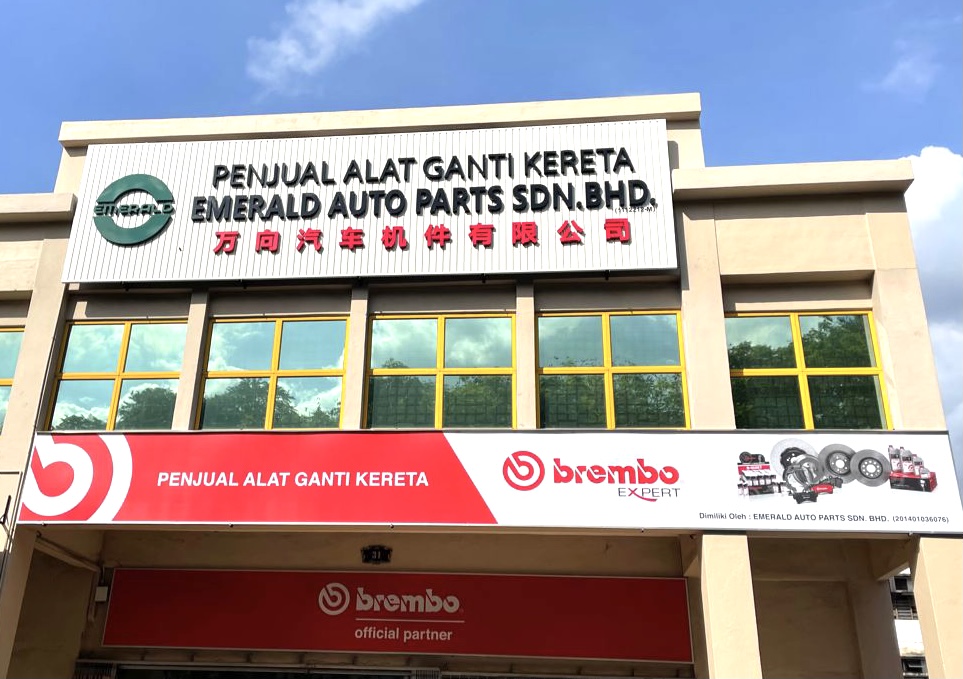 PENJUAL ALAT GANTI KERETA
EMERALD
EMERALD AUTO PARTS SDN.BHD.
万向汽车机件有限公司
PENJUAL ALAT GANTI KERETA
brembo
EXPERT
Dimiliki Oleh : EMERALD AUTO PARTS SDN. BHD. (201401036076)
31
brembo
official partner